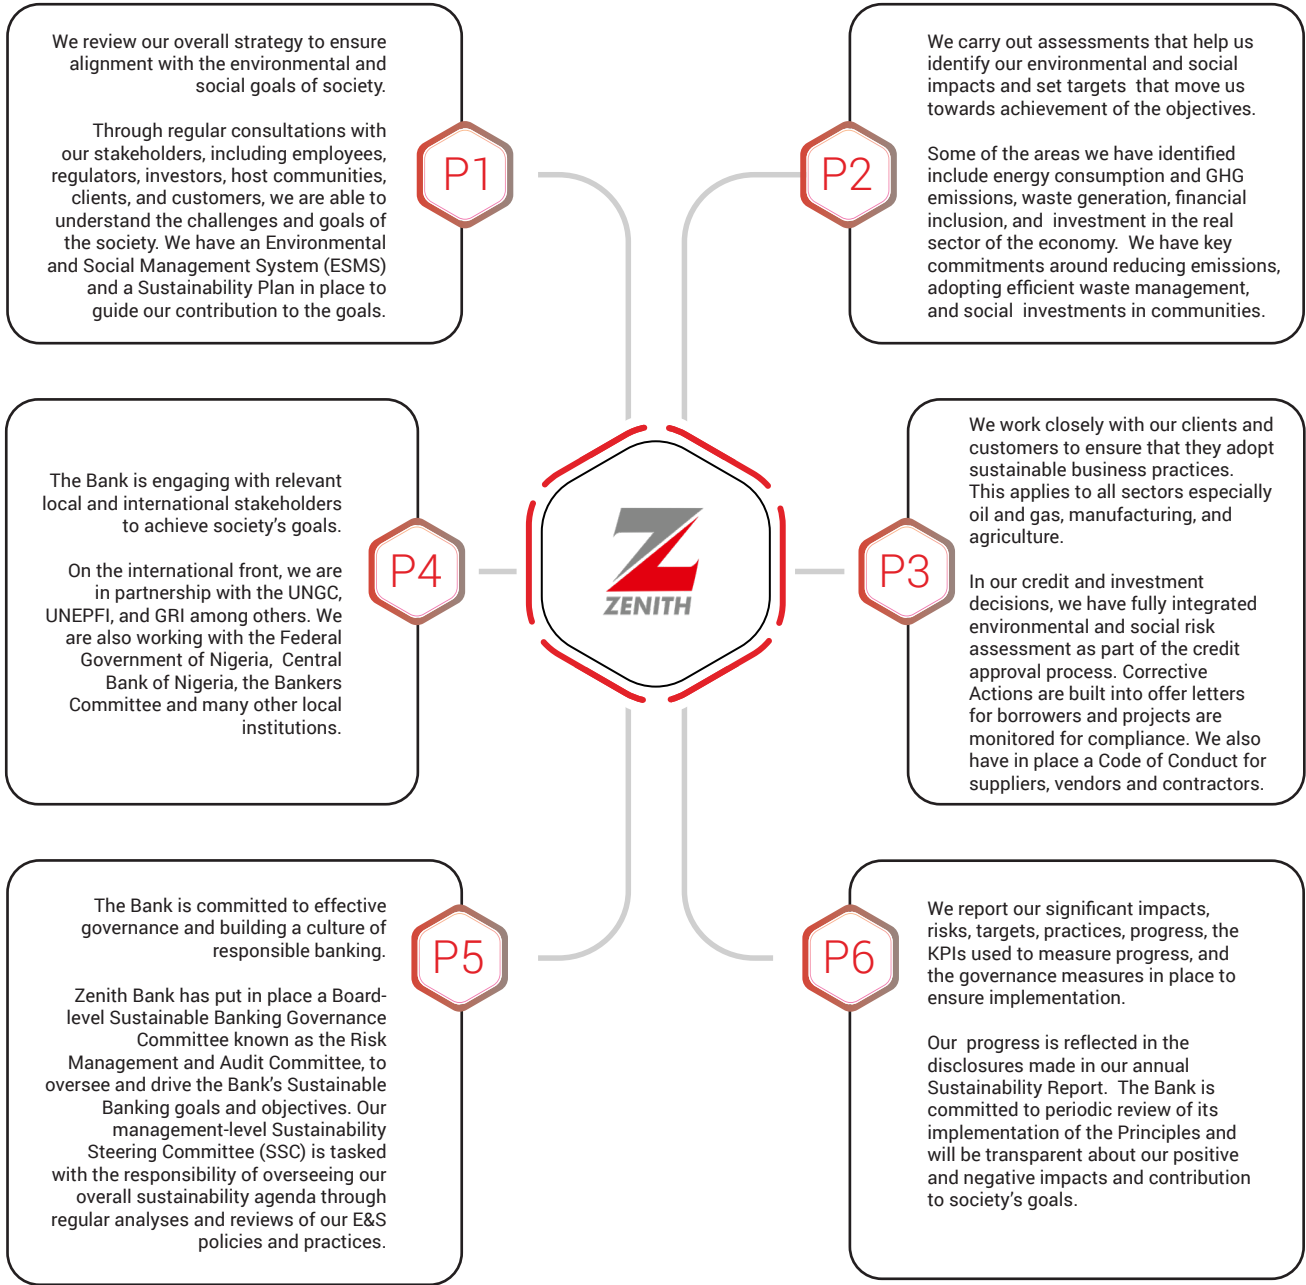 We review our overall strategy to ensure
alignment with the environmental and
social goals of society.
Through regular consultations with
our stakeholders, including employees,
regulators, investors, host communities,
clients, and customers, we are able to
understand the challenges and goals of
the society. We have an Environmental
and Social Management System (ESMS)
and a Sustainability Plan in place to
guide our contribution to the goals.
P1
P2
We carry out assessments that help us
identify our environmental and social
impacts and set targets that move us
towards achievement of the objectives.
Some of the areas we have identified
include energy consumption and GHG
emissions, waste generation, financial
inclusion, and investment in the real
sector of the economy. We have key
commitments around reducing emissions,
adopting efficient waste management,
and social investments in communities.
The Bank is engaging with relevant
local and international stakeholders
to achieve society's goals.
On the international front, we are
in partnership with the UNGC,
UNEPFI, and GRI among others. We
are also working with the Federal
Government of Nigeria, Central
Bank of Nigeria, the Bankers
Committee and many other local
institutions.
P4
Z
ZENITH
P3
We work closely with our clients and
customers to ensure that they adopt
sustainable business practices.
This applies to all sectors especially
oil and gas, manufacturing, and
agriculture.
In our credit and investment
decisions, we have fully integrated
environmental and social risk
assessment as part of the credit
approval process. Corrective
Actions are built into offer letters
for borrowers and projects are
monitored for compliance. We also
have in place a Code of Conduct for
suppliers, vendors and contractors.
The Bank is committed to effective
governance and building a culture of
responsible banking.
Zenith Bank has put in place a Board-
level Sustainable Banking Governance
Committee known as the Risk
Management and Audit Committee, to
oversee and drive the Bank's Sustainable
Banking goals and objectives. Our
management-level Sustainability
Steering Committee (SSC) is tasked
with the responsibility of overseeing our
overall sustainability agenda through
regular analyses and reviews of our E&S
policies and practices.
P5
P6
We report our significant impacts,
risks, targets, practices, progress, the
KPIs used to measure progress, and
the governance measures in place to
ensure implementation.
Our progress is reflected in the
disclosures made in our annual
Sustainability Report. The Bank is
committed to periodic review of its
implementation of the Principles and
will be transparent about our positive
and negative impacts and contribution
to society's goals.